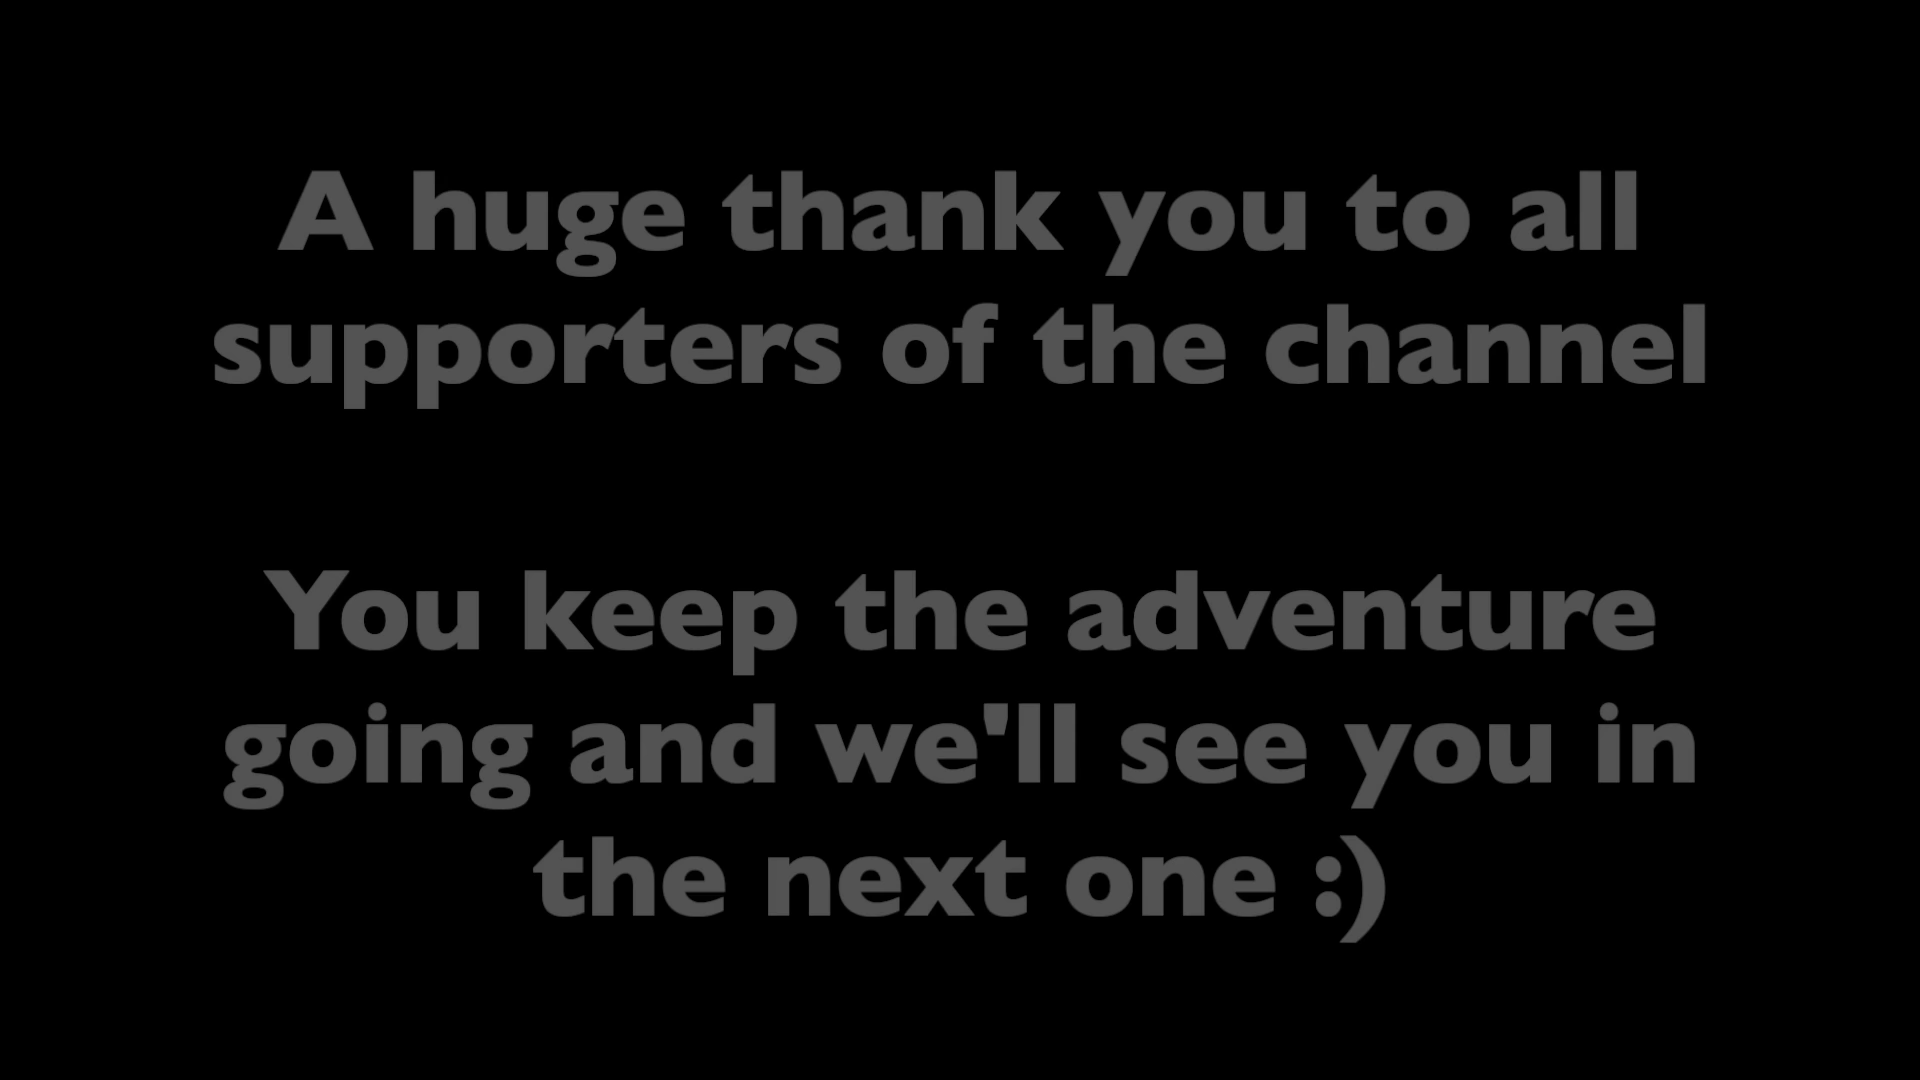 A huge thank you to all
supporters of the channel
You keep the adventure
going and we'll see you in
the next one :)